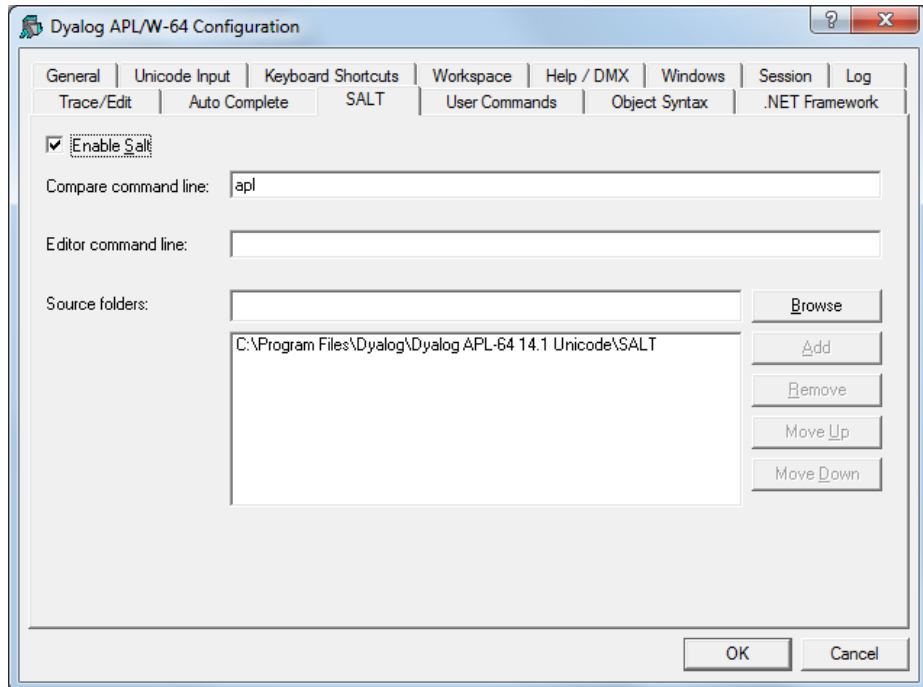 Dyalog APL/W-64 Configuration
General Unicode Input Keyboard Shortcuts Workspace Help / DMX Windows Session Log
Trace/Edit Auto Complete SALT User Commands Object Syntax .NET Framework
Enable Salt
Compare command line: apl
Editor command line:
Source folders: Browse
C:\Program Files\Dyalog\Dyalog APL-64 14.1 Unicode\SALT
Add
Remove
Move Up
Move Down
OK Cancel